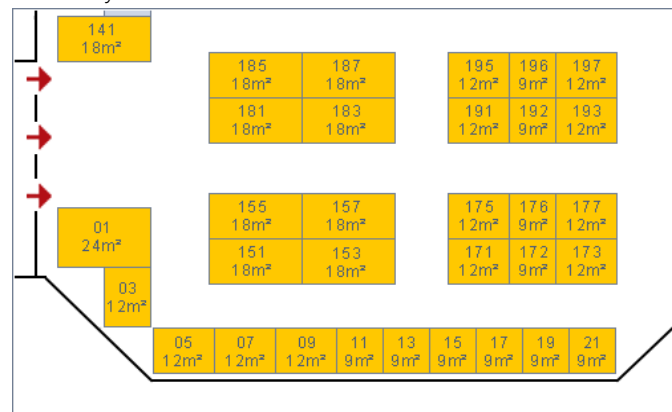 141
18m²
185 187
18m² 18m²
181 183
18m² 18m²
195 196 197
12m² 9m² 12m²
191 192 193
12m² 9m² 12m²
01
24m²
03
12m²
155 157
18m² 18m²
151 153
18m² 18m²
175 176 177
12m² 9m² 12m²
171 172 173
12m² 9m² 12m²
05 07 09 11 13 15 17 19 21
12m² 12m² 12m² 9m² 9m² 9m² 9m² 9m² 9m²